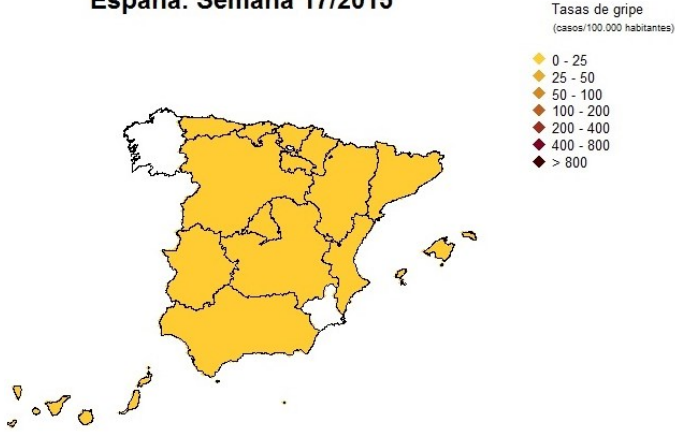 España: Semana 17/2015
Tasas de gripe
(casos/100.000 habitantes)
0 - 25
25 - 50
50 - 100
100 - 200
200 - 400
400 - 800
> 800